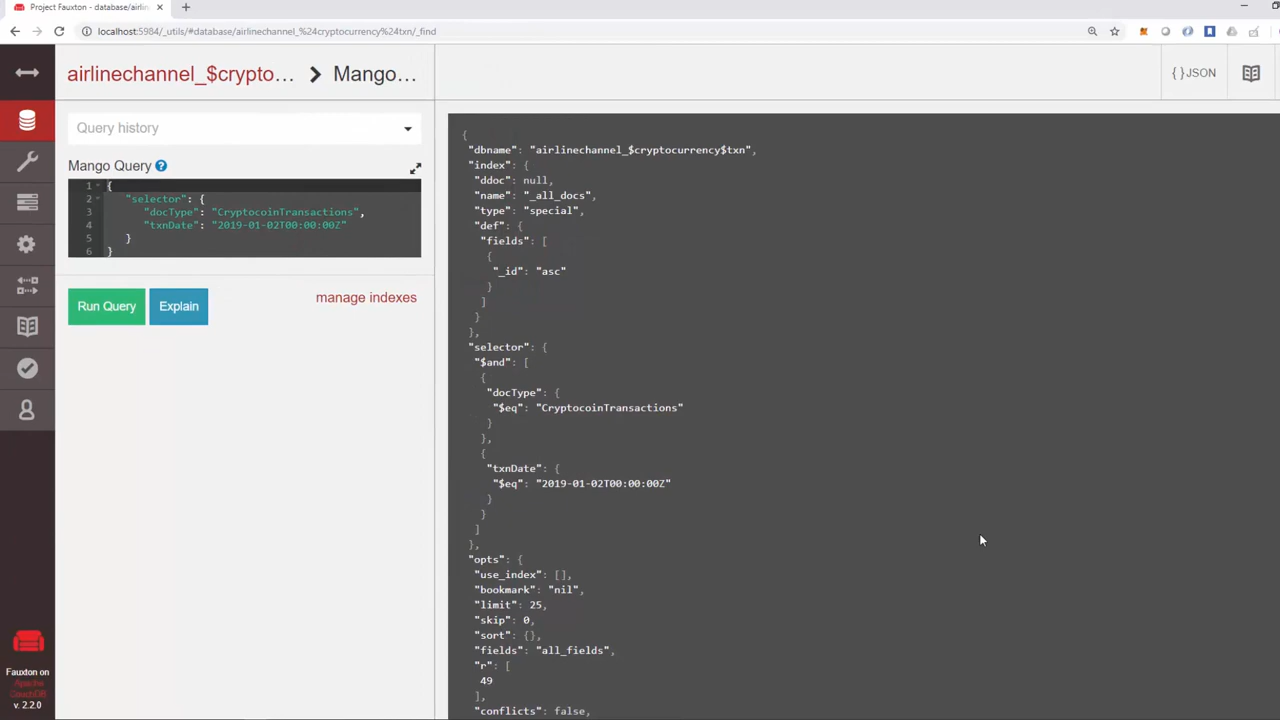 Project Fauxton - database/airlin
localhost:5984/_utils/#database/airlinechannel_%24cryptocurrency%24txn/_find
airlinechannel_$crypto...
Mango...
{ }JSON
Query history
Mango Query
1 {
2 "selector": {
3 "docType": "CryptocoinTransactions",
4 "txnDate": "2019-01-02T00:00:00Z"
5 }
6 }
Run Query
Explain
manage indexes
{
"dbname": "airlinechannel_$cryptocurrency$txn",
"index": {
"ddoc": null,
"name": "_all_docs",
"type": "special",
"def": {
"fields": [
{
"_id": "asc"
}
]
}
},
"selector": {
"$and": [
{
"docType": {
"$eq": "CryptocoinTransactions"
}
},
{
"txnDate": {
"$eq": "2019-01-02T00:00:00Z"
}
}
]
},
"opts": {
"use_index": [],
"bookmark": "nil",
"limit": 25,
"skip": 0,
"sort": {},
"fields": "all_fields",
"r": [
49
],
"conflicts": false,
Fauxton on
Apache
CouchDB
v. 2.2.0